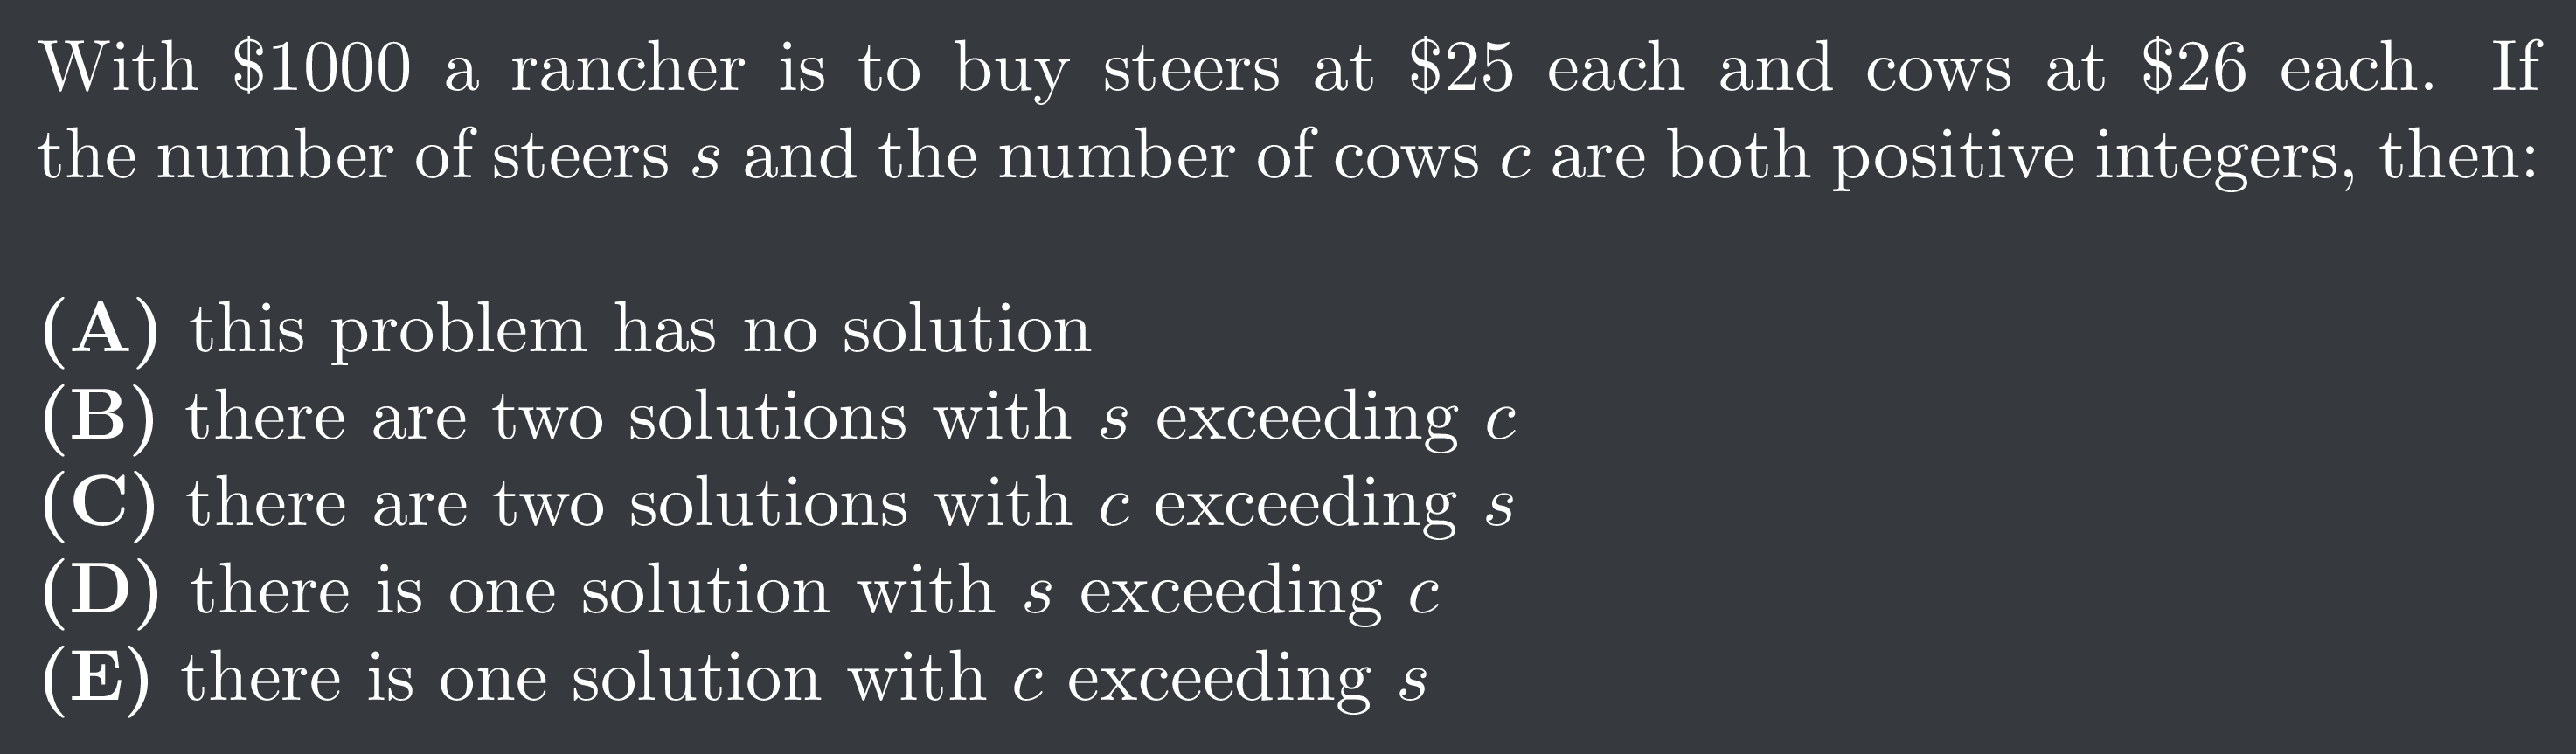 With $1000 a rancher is to buy steers at $25 each and cows at $26 each. If
the number of steers s and the number of cows c are both positive integers, then:
(A) this problem has no solution
(B) there are two solutions with s exceeding c
(C) there are two solutions with c exceeding s
(D) there is one solution with s exceeding c
(E) there is one solution with c exceeding s